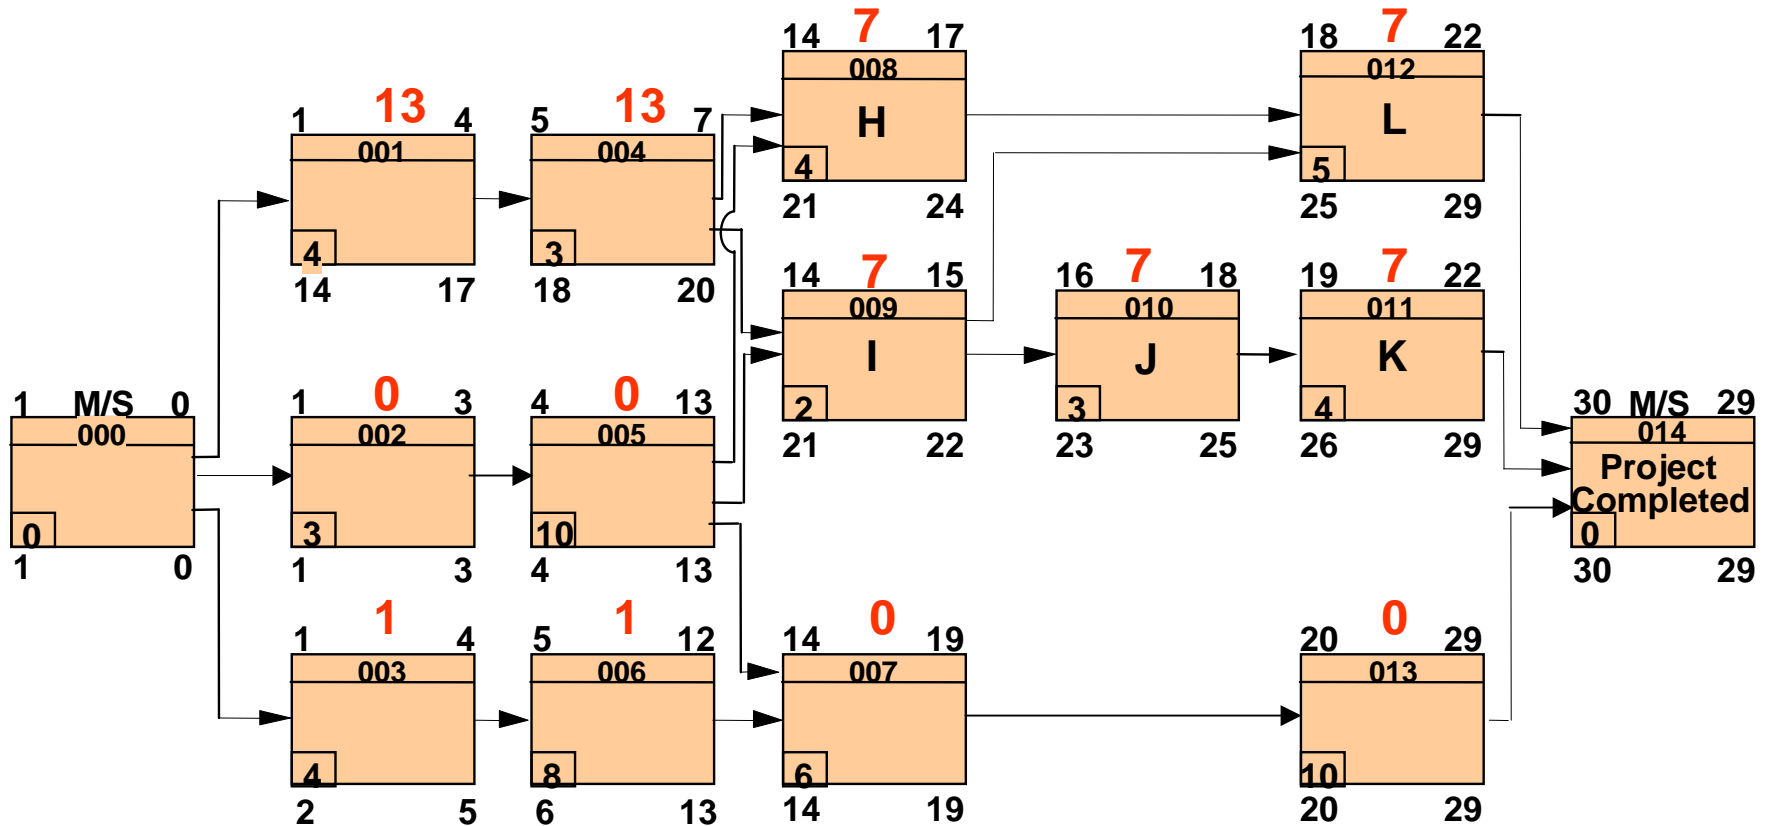 14 7 17
008
H
4
21 24
18 7 22
012
L
5
25 29
1 13 4
001
4
14 17
5 13 7
004
3
18 20
14 7 15
009
I
2
21 22
16 7 18
010
J
3
23 25
19 7 22
011
K
4
26 29
1 M/S 0
000
0
1 0
1 0 3
002
3
1 3
4 0 13
005
10
4 13
30 M/S 29
014
Project
Completed
0
30 29
1 1 4
003
4
2 5
5 1 12
006
8
6 13
14 0 19
007
6
14 19
20 0 29
013
10
20 29